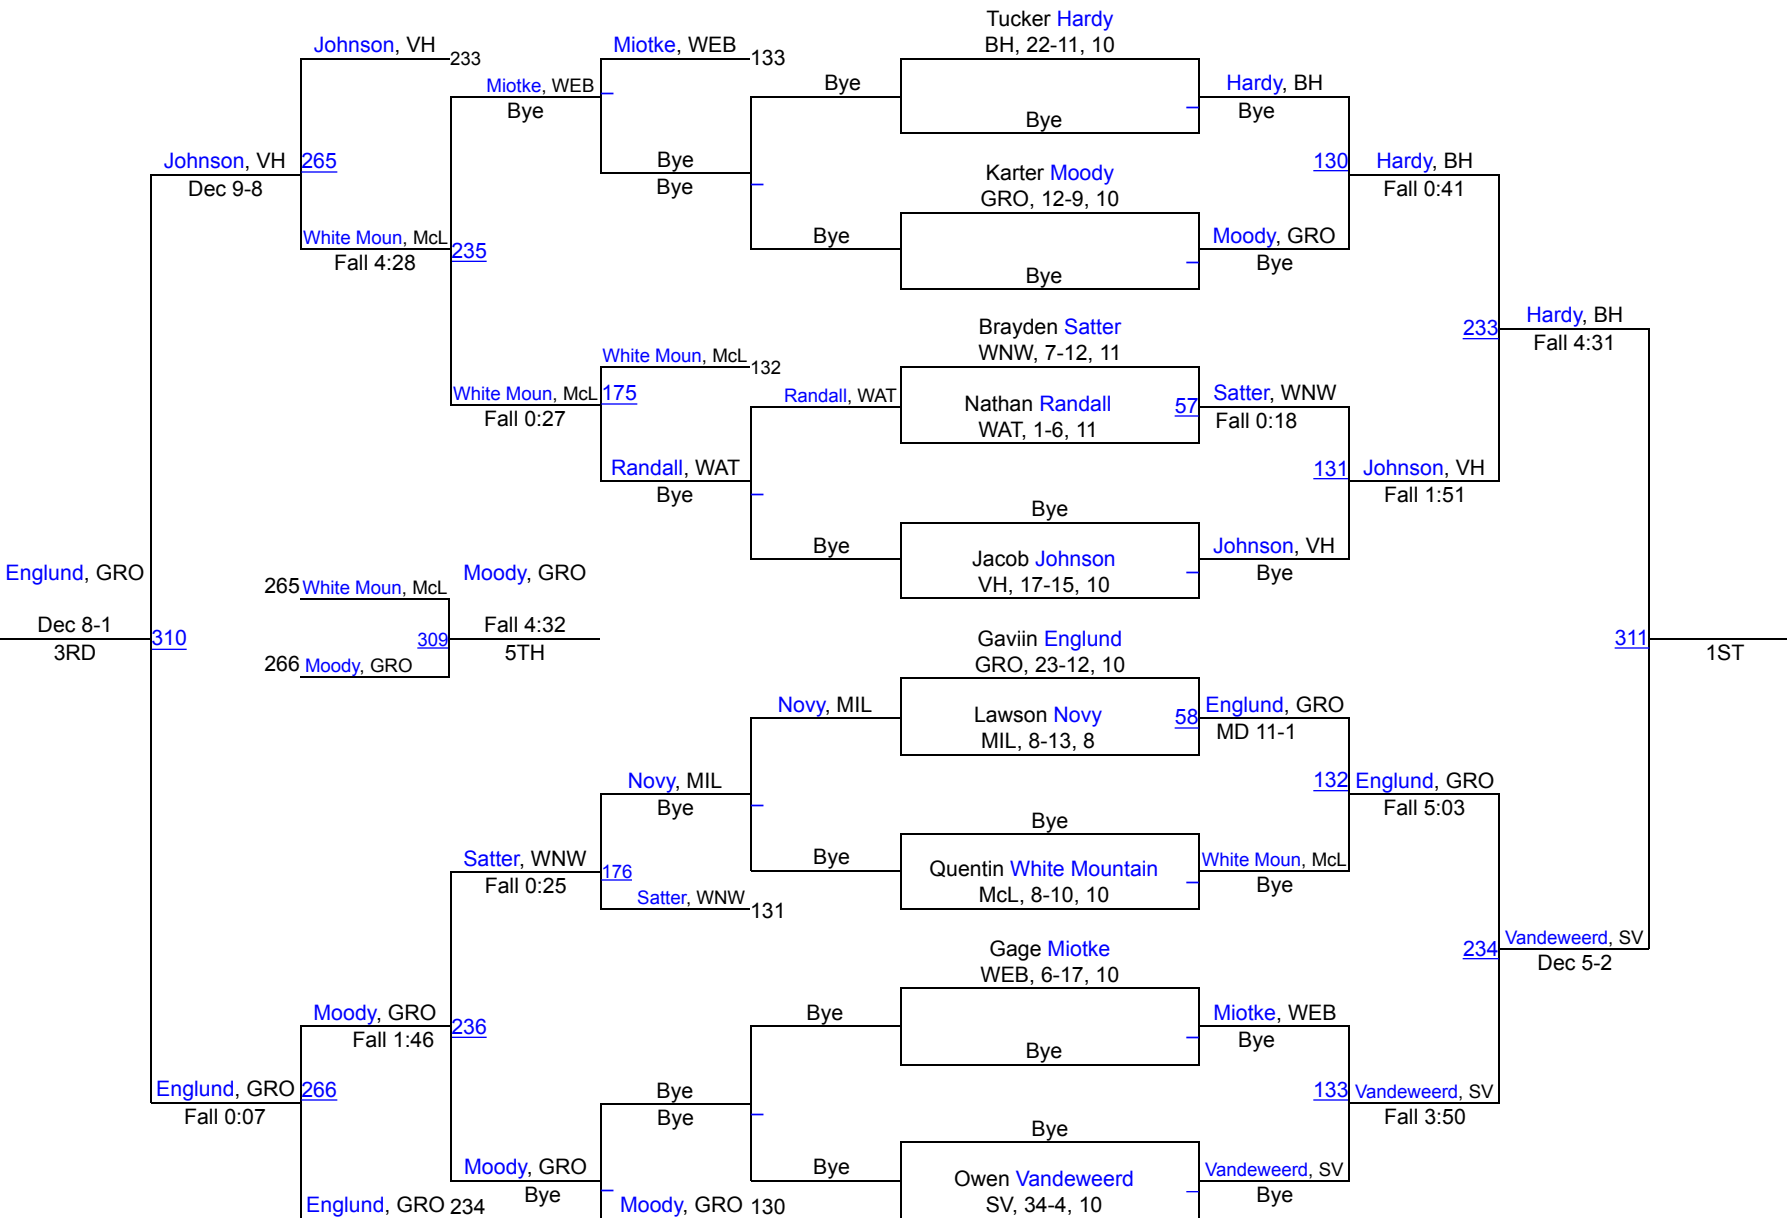 Tucker Hardy
BH, 22-11, 10
Johnson, VH
233
Miotke, WEB
133
Miotke, WEB
Bye
Bye
Hardy, BH
Bye
Bye
Johnson, VH
265
Dec 9-8
Bye
Bye
Karter Moody
GRO, 12-9, 10
130
Hardy, BH
Fall 0:41
White Moun, McL
Fall 4:28
235
Bye
Moody, GRO
Bye
Bye
Brayden Satter
WNW, 7-12, 11
233
Hardy, BH
Fall 4:31
White Moun, McL
132
White Moun, McL
175
Fall 0:27
Randall, WAT
Nathan Randall
WAT, 1-6, 11
57
Satter, WNW
Fall 0:18
Randall, WAT
Bye
131
Johnson, VH
Fall 1:51
Bye
Bye
Jacob Johnson
VH, 17-15, 10
Johnson, VH
Bye
Englund, GRO
265
White Moun, McL
Moody, GRO
Dec 8-1
310
3RD
309
Fall 4:32
5TH
266
Moody, GRO
Gaviin Englund
GRO, 23-12, 10
311
1ST
Novy, MIL
Lawson Novy
MIL, 8-13, 8
58
Englund, GRO
MD 11-1
Novy, MIL
Bye
132
Englund, GRO
Fall 5:03
Bye
Satter, WNW
Fall 0:25
176
Bye
Quentin White Mountain
McL, 8-10, 10
White Moun, McL
Bye
Satter, WNW
131
Gage Miotke
WEB, 6-17, 10
234
Vandeweerd, SV
Dec 5-2
Moody, GRO
Fall 1:46
236
Bye
Bye
Miotke, WEB
Bye
Englund, GRO
266
Fall 0:07
Bye
Bye
133
Vandeweerd, SV
Fall 3:50
Bye
Moody, GRO
Bye
Bye
Owen Vandeweerd
SV, 34-4, 10
Vandeweerd, SV
Bye
Englund, GRO
234
Moody, GRO
130